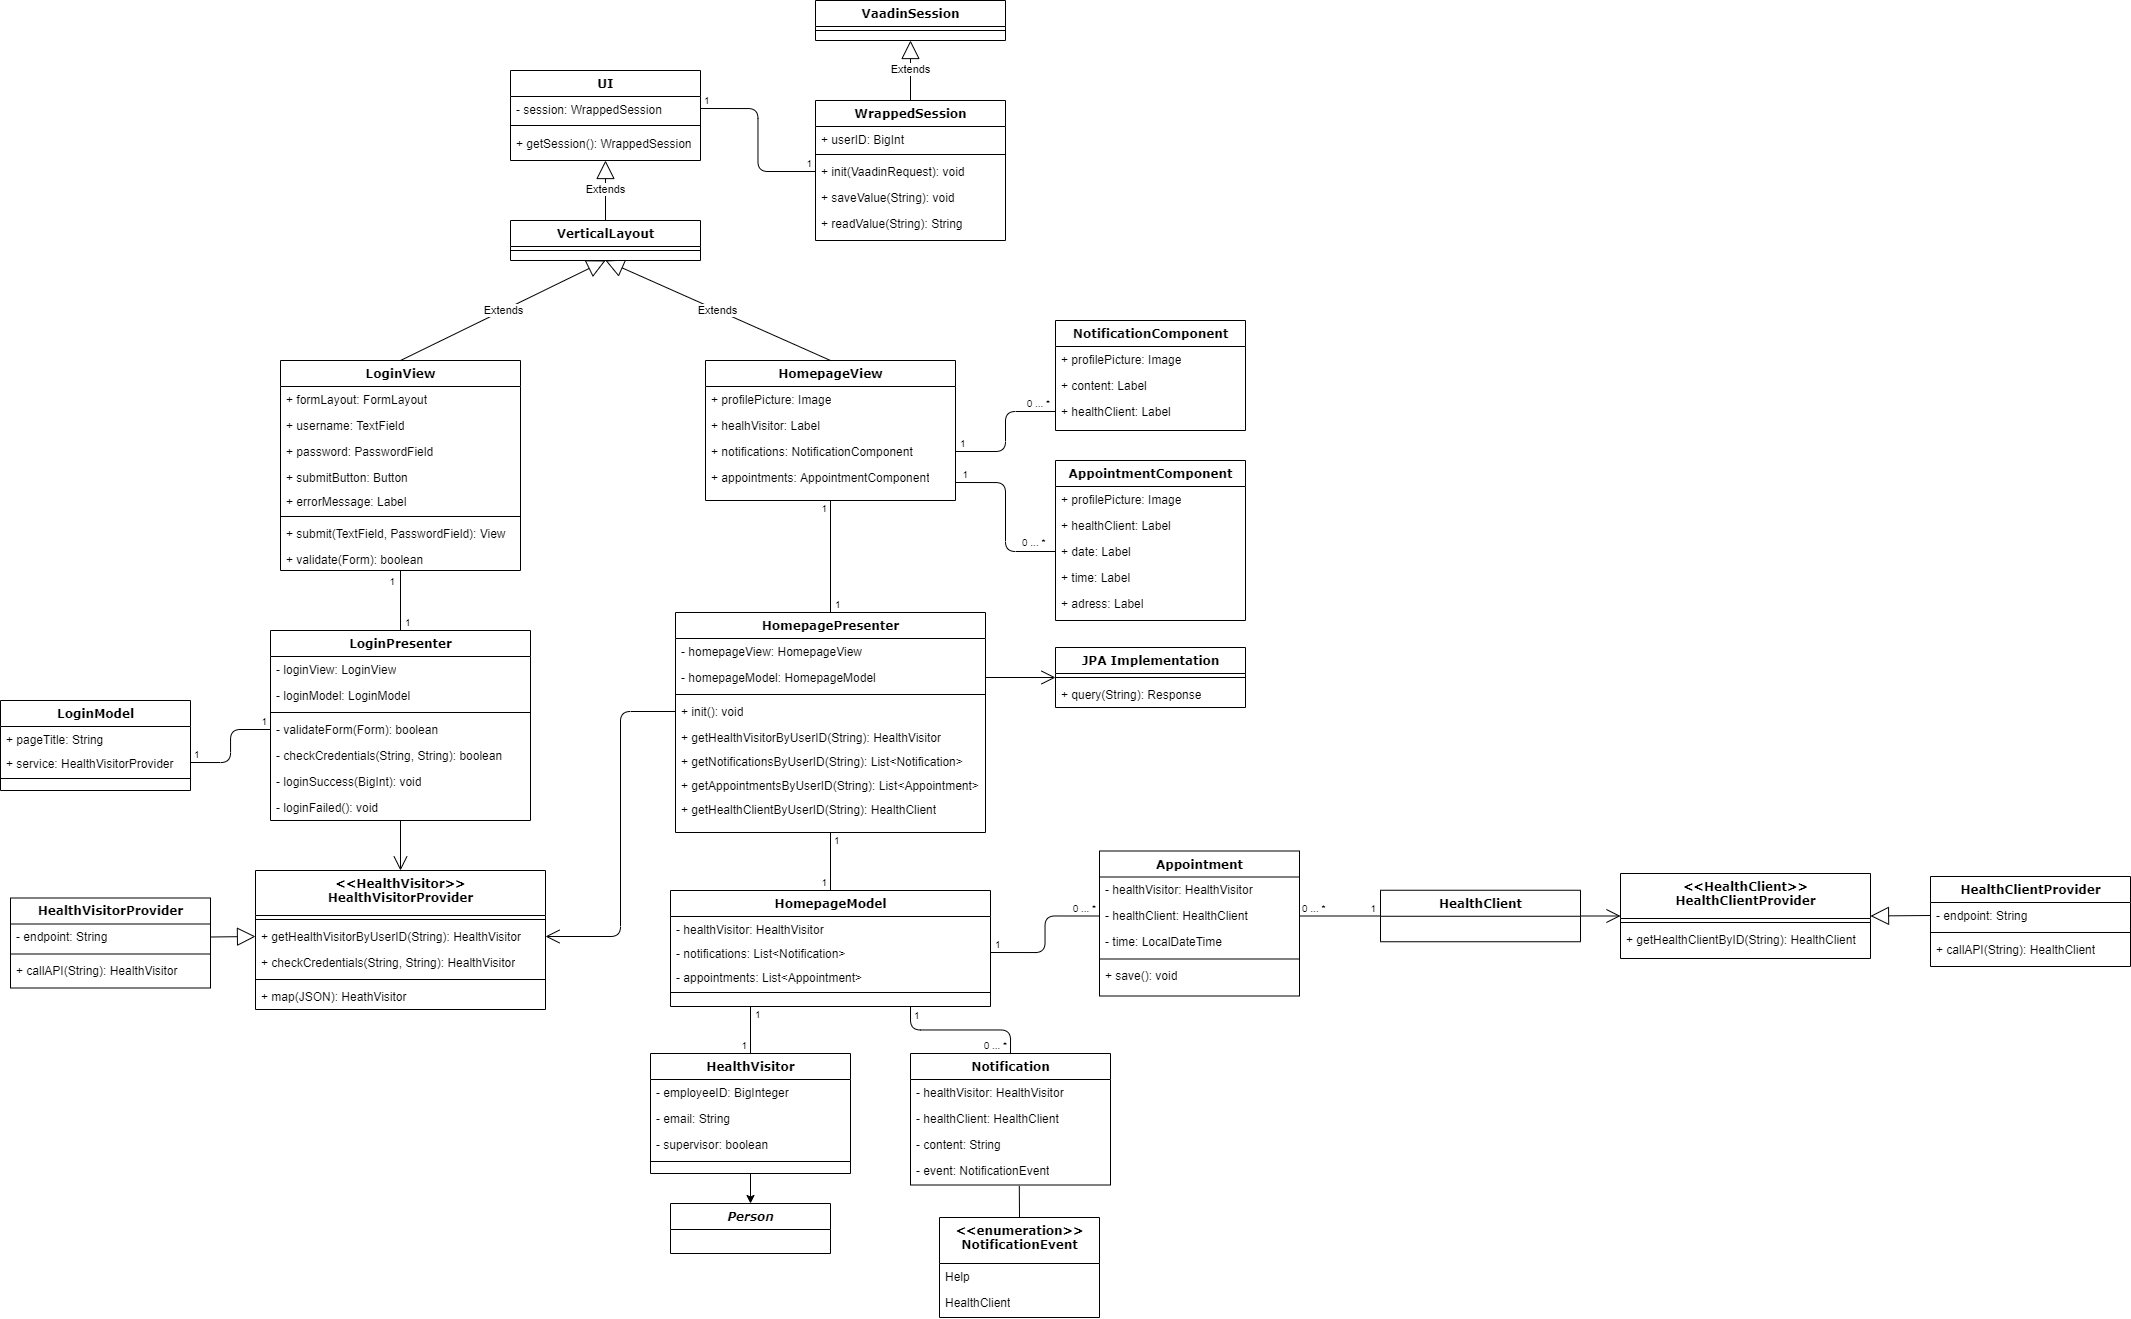 VaadinSession
Extends
UI
- session: WrappedSession
+ getSession(): WrappedSession
1
1
WrappedSession
+ userID: BigInt
+ init(VaadinRequest): void
+ saveValue(String): void
+ readValue(String): String
Extends
VerticalLayout
Extends
Extends
LoginView
+ formLayout: FormLayout
+ username: TextField
+ password: PasswordField
+ submitButton: Button
+ errorMessage: Label
+ submit(TextField, PasswordField): View
+ validate(Form): boolean
1
1
HomepageView
+ profilePicture: Image
+ healhVisitor: Label
+ notifications: NotificationComponent
+ appointments: AppointmentComponent
1
0 ... *
1
0 ... *
1
1
NotificationComponent
+ profilePicture: Image
+ content: Label
+ healthClient: Label
AppointmentComponent
+ profilePicture: Image
+ healthClient: Label
+ date: Label
+ time: Label
+ adress: Label
LoginPresenter
- loginView: LoginView
- loginModel: LoginModel
- validateForm(Form): boolean
- checkCredentials(String, String): boolean
- loginSuccess(BigInt): void
- loginFailed(): void
1
1
LoginModel
+ pageTitle: String
+ service: HealthVisitorProvider
HomepagePresenter
- homepageView: HomepageView
- homepageModel: HomepageModel
+ init(): void
+ getHealthVisitorByUserID(String): HealthVisitor
+ getNotificationsByUserID(String): List<Notification>
+ getAppointmentsByUserID(String): List<Appointment>
+ getHealthClientByUserID(String): HealthClient
1
1
JPA Implementation
+ query(String): Response
HealthVisitorProvider
- endpoint: String
+ callAPI(String): HealthVisitor
<<HealthVisitor>>
HealthVisitorProvider
+ getHealthVisitorByUserID(String): HealthVisitor
+ checkCredentials(String, String): HealthVisitor
+ map(JSON): HeathVisitor
HomepageModel
- healthVisitor: HealthVisitor
- notifications: List<Notification>
- appointments: List<Appointment>
1
0 ... *
Appointment
- healthVisitor: HealthVisitor
- healthClient: HealthClient
- time: LocalDateTime
+ save(): void
0 ... *
1
HealthClient
<<HealthClient>>
HealthClientProvider
+ getHealthClientByID(String): HealthClient
HealthClientProvider
- endpoint: String
+ callAPI(String): HealthClient
1
1
1
0 ... *
HealthVisitor
- employeeID: BigInteger
- email: String
- supervisor: boolean
Notification
- healthVisitor: HealthVisitor
- healthClient: HealthClient
- content: String
- event: NotificationEvent
Person
<<enumeration>>
NotificationEvent
Help
HealthClient